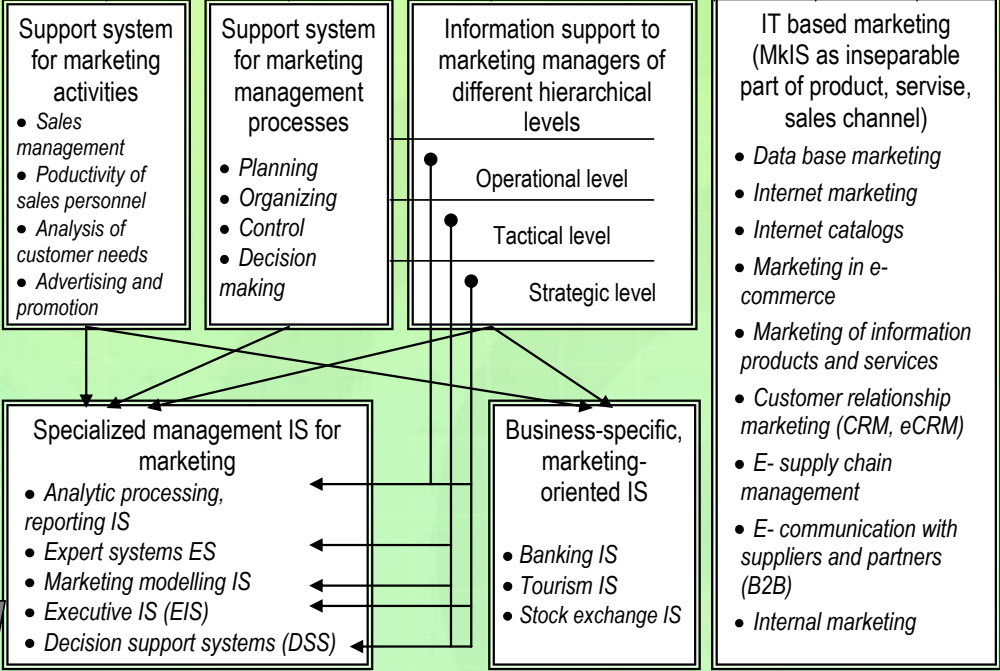 Support system
for marketing
activities
• Sales
management
• Poductivity of
sales personnel
• Analysis of
customer needs
• Advertising and
promotion
Support system
for marketing
management
processes
• Planning
• Organizing
• Control
• Decision
making
Information support to
marketing managers of
different hierarchical
levels
Operational level
Tactical level
Strategic level
IT based marketing
(MkIS as inseparable
part of product, servise,
sales channel)
• Data base marketing
• Internet marketing
• Internet catalogs
• Marketing in e-
commerce
• Marketing of information
products and services
• Customer relationship
marketing (CRM, eCRM)
• E- supply chain
management
• E- communication with
suppliers and partners
(B2B)
• Internal marketing
Specialized management IS for
marketing
• Analytic processing,
reporting IS
• Expert systems ES
• Marketing modelling IS
• Executive IS (EIS)
• Decision support systems (DSS)
Business-specific,
marketing-
oriented IS
• Banking IS
• Tourism IS
• Stock exchange IS